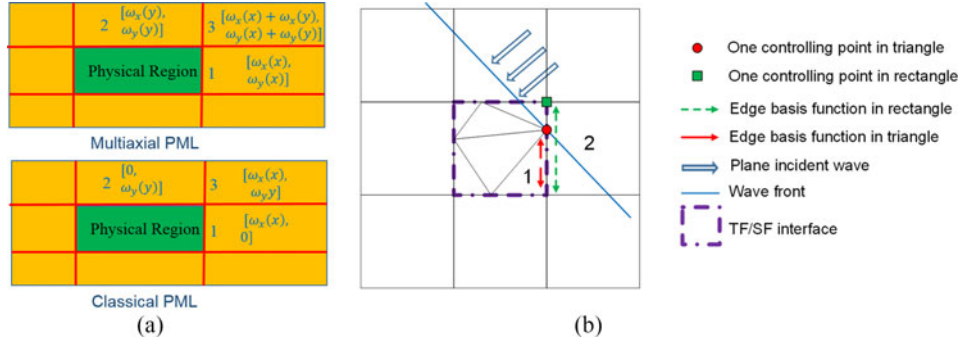 2 [ωx(y),
ωy(y)]
3 [ωx(x) + ωx(y),
ωy(x) + ωy(y)]
Physical Region
1 [ωx(x),
ωy(x)]
Multiaxial PML
2 [0,
ωy(y)]
3 [ωx(x),
ωyy]
Physical Region
1 [ωx(x),
0]
Classical PML
(a)
1
2
(b)
One controlling point in triangle
One controlling point in rectangle
Edge basis function in rectangle
Edge basis function in triangle
Plane incident wave
Wave front
TF/SF interface